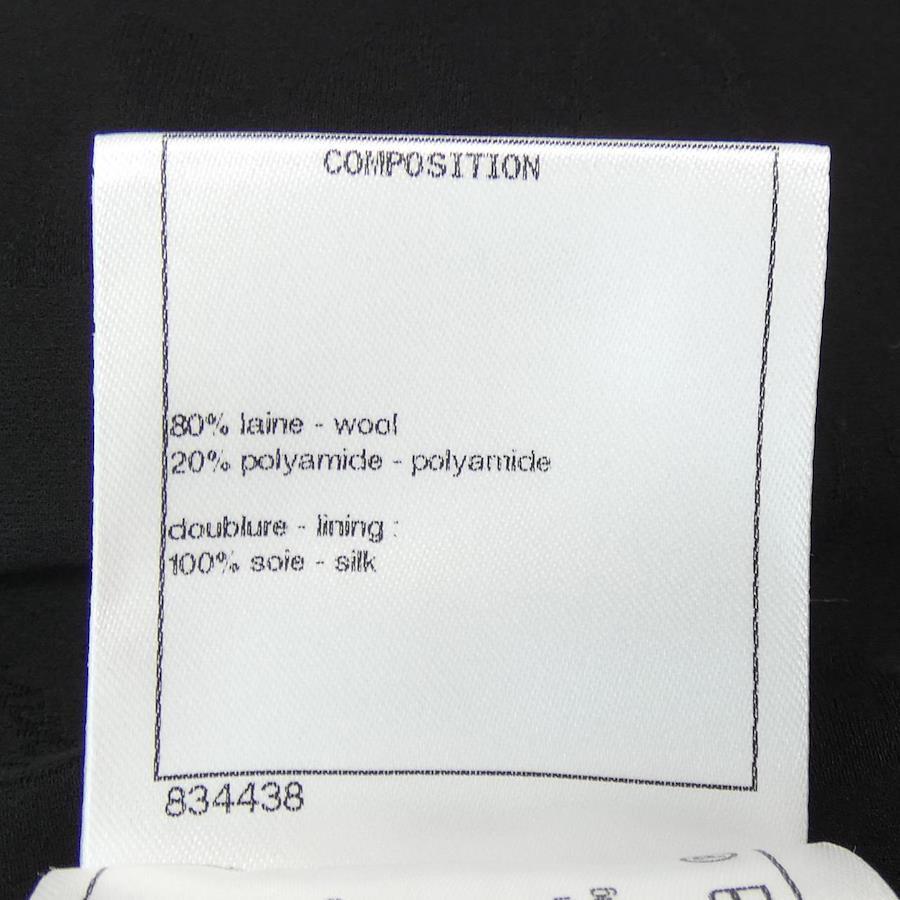 COMPOSITION
80% laine - wool
20% polyamide - polyamide
doublure - lining :
100% soie - silk
834438